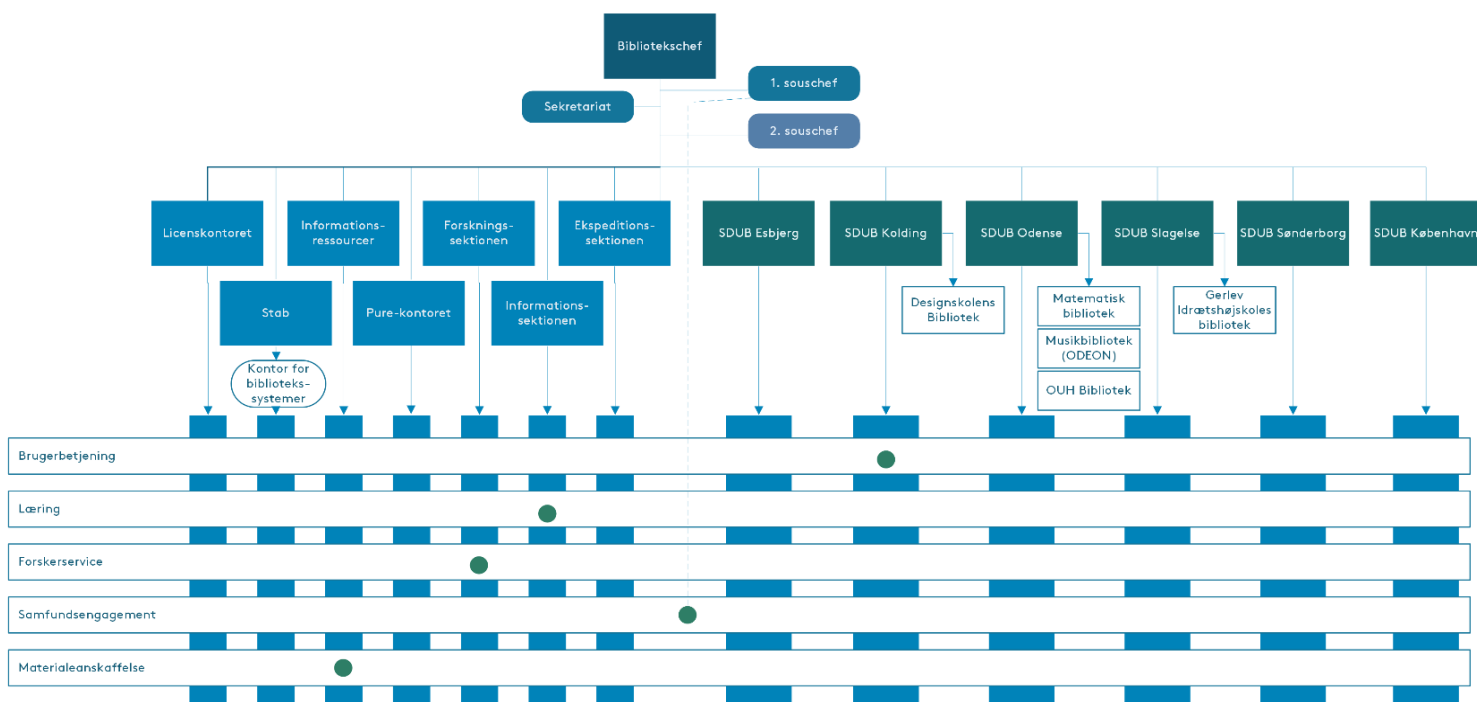 Bibliotekschef
1. souschef
Sekretariat
2. souschef
Licenskontoret
Informations-
ressourcer
Forsknings-
sektionen
Ekspeditions-
sektionen
SDUB Esbjerg
SDUB Kolding
SDUB Odense
SDUB Slagelse
SDUB Sønderborg
SDUB København
Stab
Pure-kontoret
Informations-
sektionen
Designskolens
Bibliotek
Matematisk
bibliotek
Gerlev
Idrætshøjskoles
bibliotek
Musikbibliotek
(ODEON)
Kontor for
biblioteks-
systemer
OUH Bibliotek
Brugerbetjening
Læring
Forskerservice
Samfundsengagement
Materialeanskaffelse